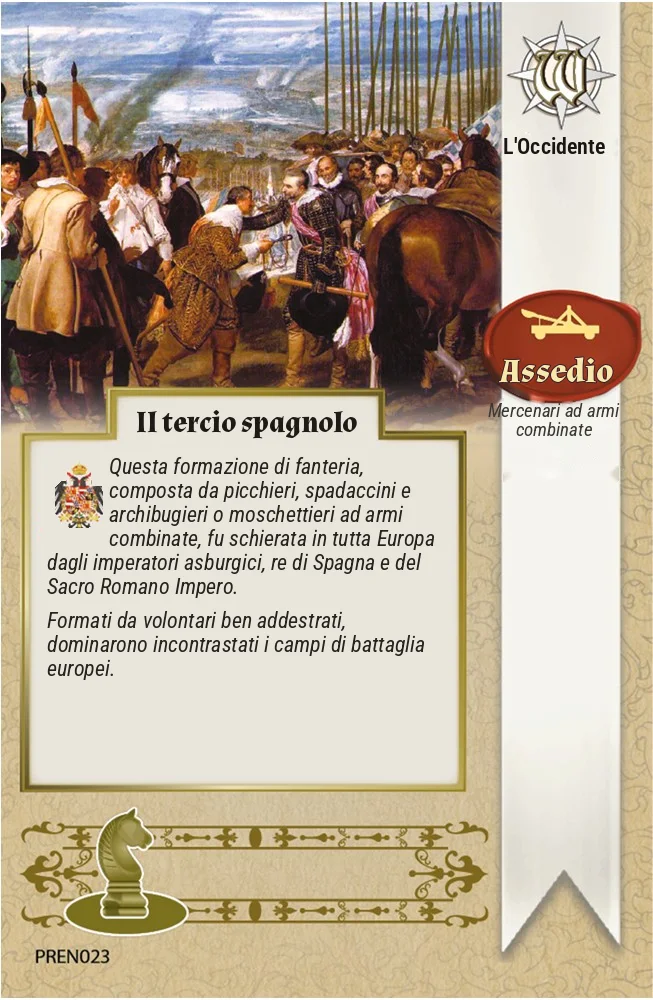 W
L'Occidente
Assedio
Mercenari ad armi
combinate
Il tercio spagnolo
Questa formazione di fanteria,
composta da picchieri, spadaccini e
archibugieri o moschettieri ad armi
combinate, fu schierata in tutta Europa
dagli imperatori asburgici, re di Spagna e del
Sacro Romano Impero.
Formati da volontari ben addestrati,
dominarono incontrastati i campi di battaglia
europei.
PREN023